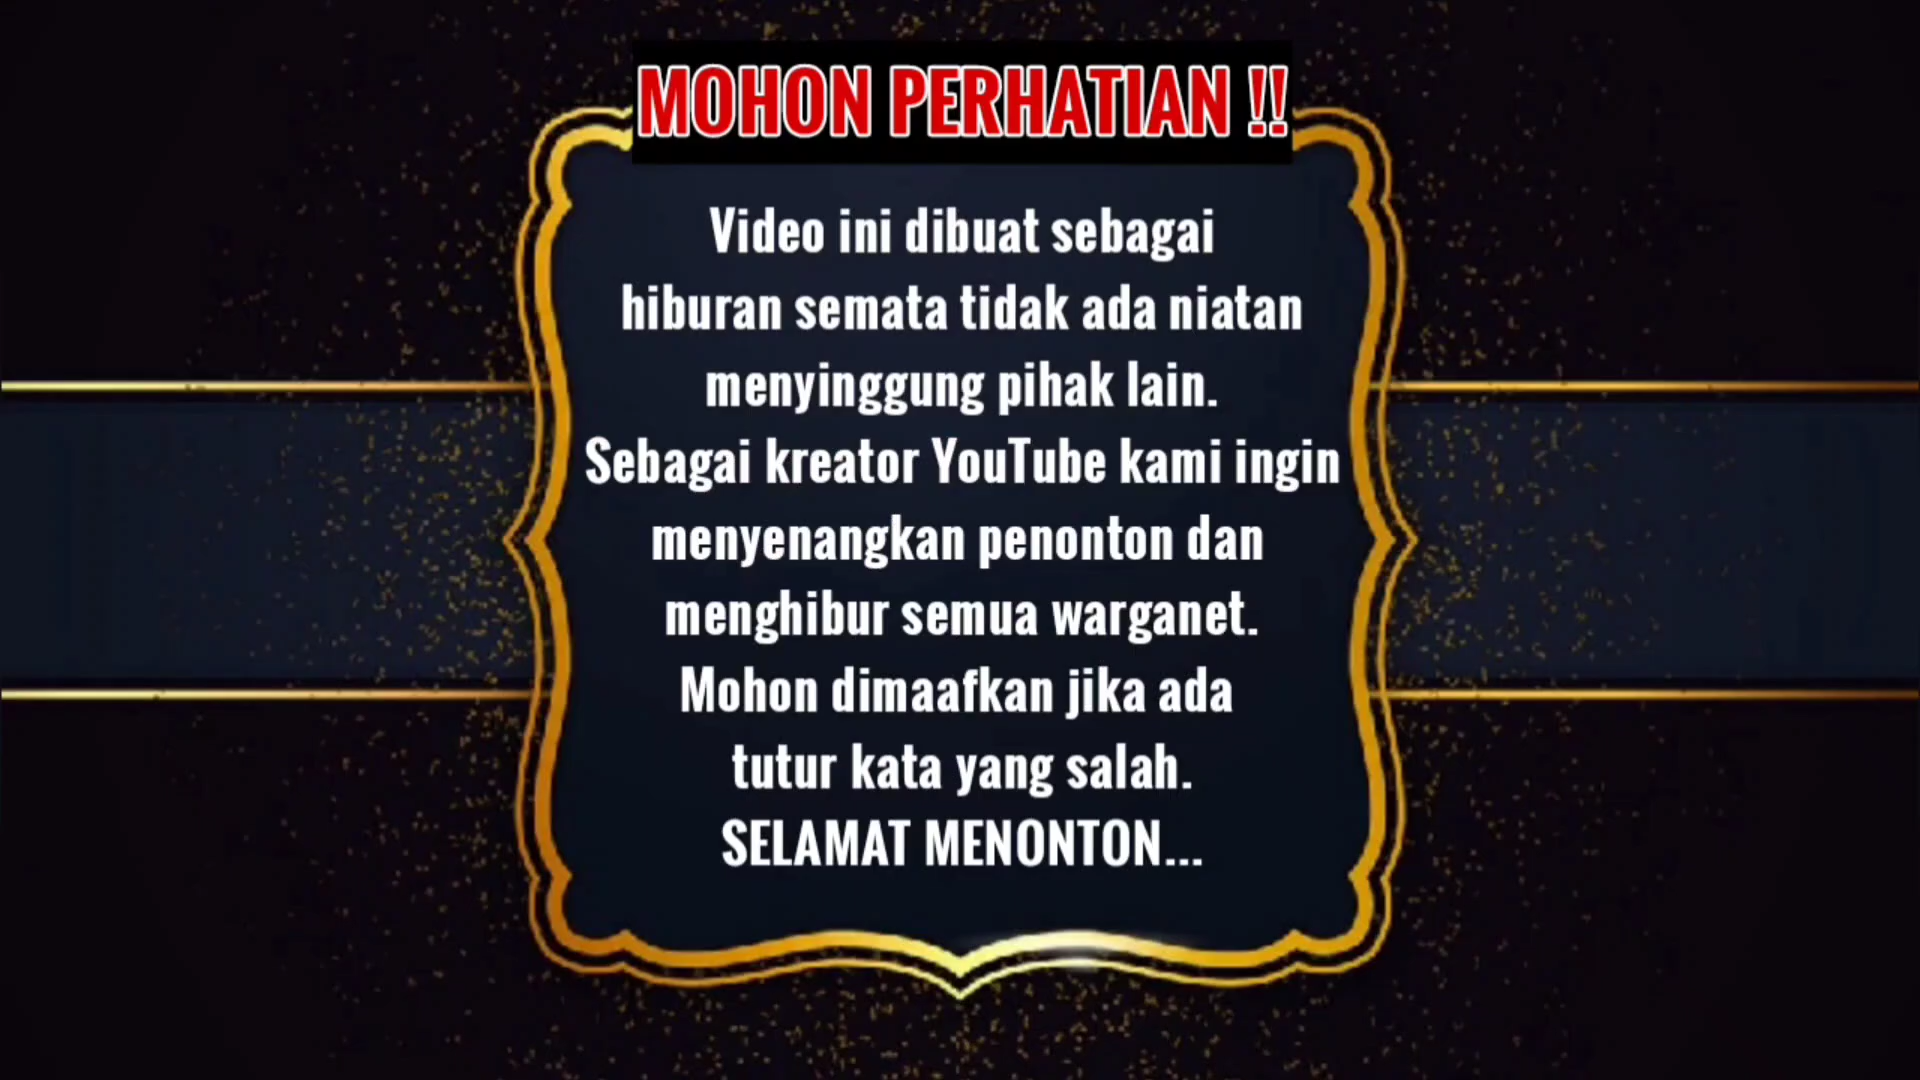 MOHON PERHATIAN !!
Video ini dibuat sebagai
hiburan semata tidak ada niatan
menyinggung pihak lain.
Sebagai kreator YouTube kami ingin
menyenangkan penonton dan
menghibur semua warganet.
Mohon dimaafkan jika ada
tutur kata yang salah.
SELAMAT MENONTON...